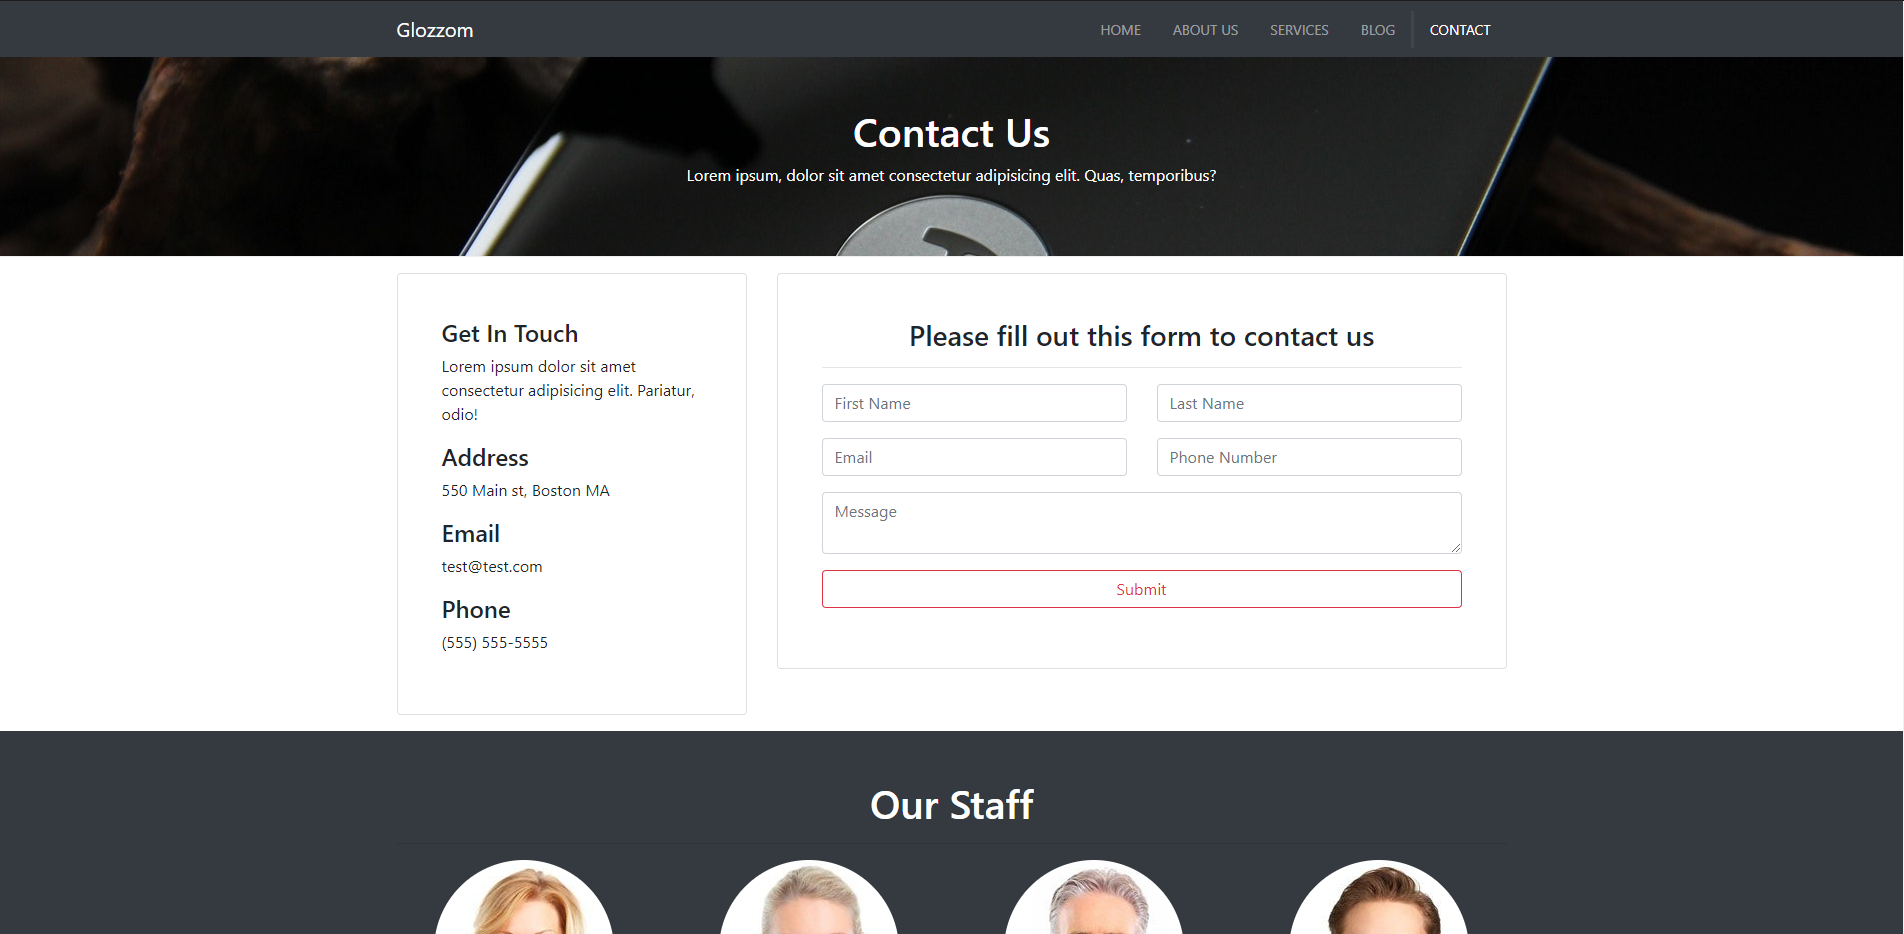 Glozzom
HOME ABOUT US SERVICES BLOG CONTACT
Contact Us
Lorem ipsum, dolor sit amet consectetur adipisicing elit. Quas, temporibus?
Get In Touch
Lorem ipsum dolor sit amet
consectetur adipisicing elit. Pariatur,
odio!
Address
550 Main st, Boston MA
Email
test@test.com
Phone
(555) 555-5555
Please fill out this form to contact us
First Name
Last Name
Email
Phone Number
Message
Submit
Our Staff